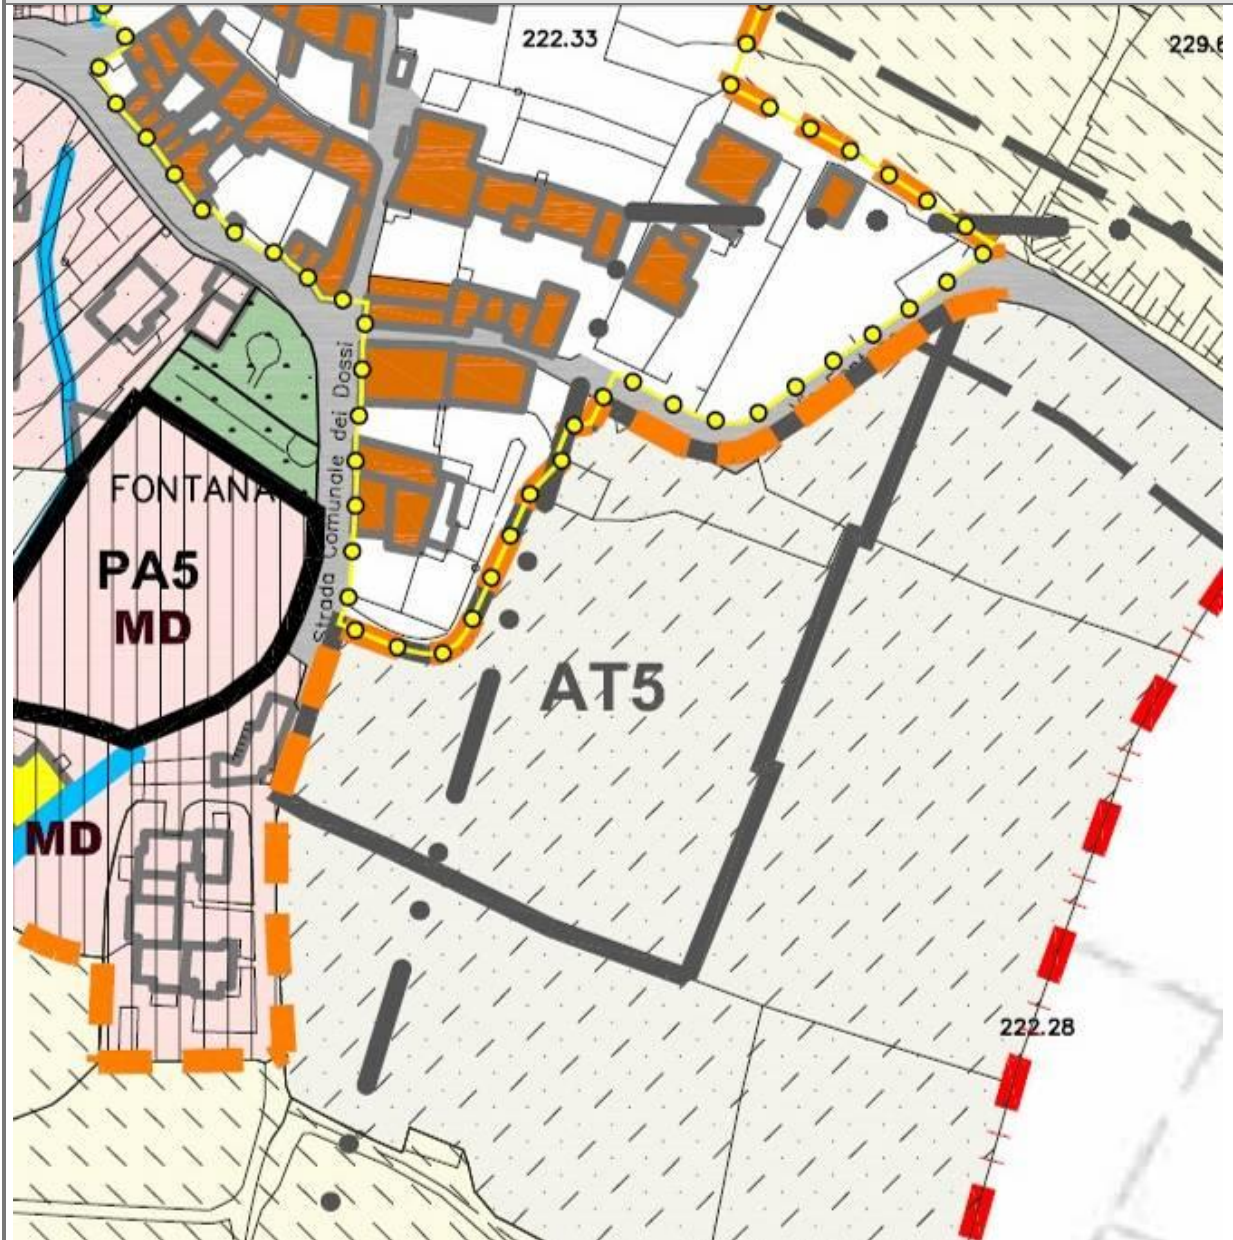 222.33
229.6
Strada Comunale dei Dossi
FONTANA
PA5
MD
AT5
MD
222.28